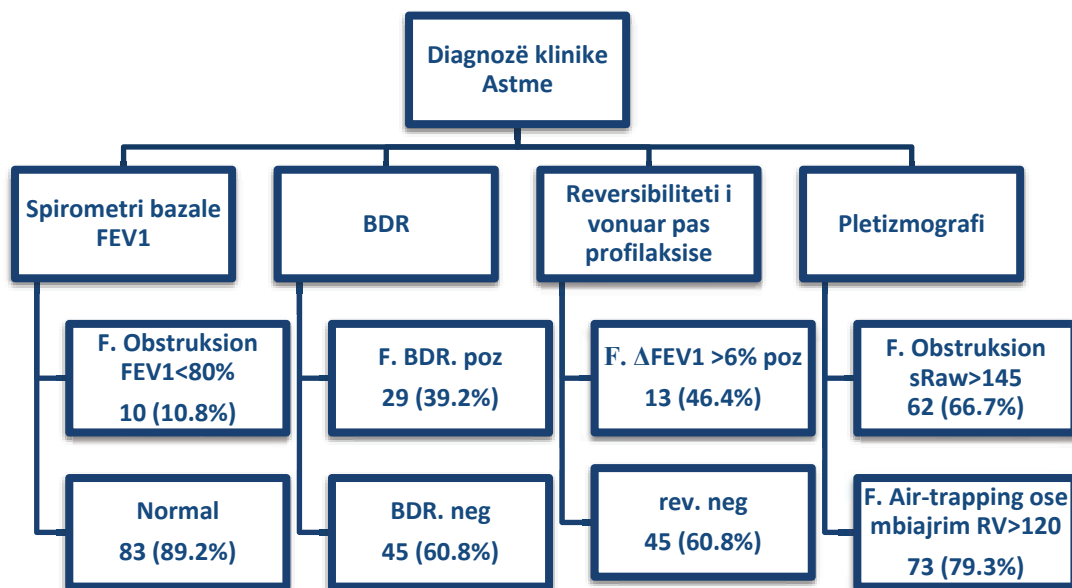 Diagnozë klinike
Astme
Spirometri bazale
FEV1
BDR
Reversibiliteti i
vonuar pas
profilaksise
Pletizmografi
F. Obstruksion
FEV1<80%
10 (10.8%)
F. BDR. poz
29 (39.2%)
F. ΔFEV1 >6% poz
13 (46.4%)
F. Obstruksion
sRaw>145
62 (66.7%)
Normal
83 (89.2%)
BDR. neg
45 (60.8%)
rev. neg
45 (60.8%)
F. Air-trapping ose
mbiajrim RV>120
73 (79.3%)